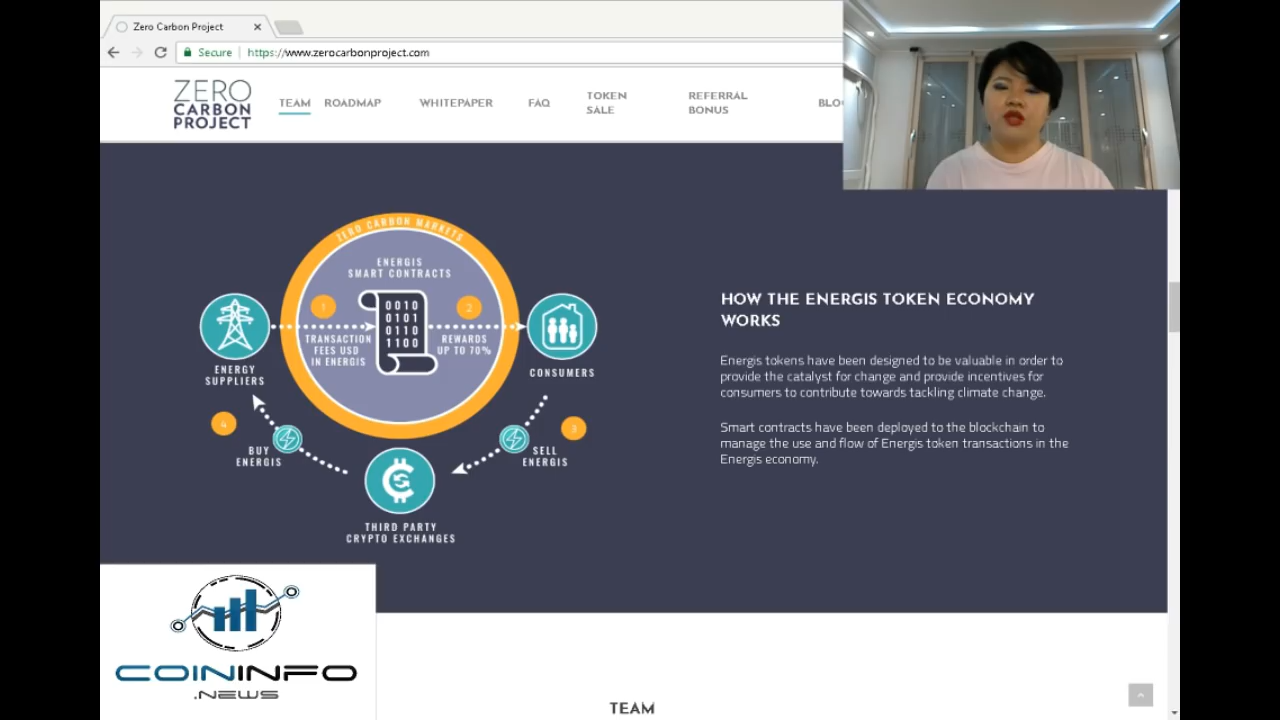 Zero Carbon Project
Secure https://www.zerocarbonproject.com
ZERO
CARBON
PROJECT
TEAM
ROADMAP
WHITEPAPER
FAQ
TOKEN
SALE
REFERRAL
BONUS
BLO
ZERO CARBON MARKETS
ENERGIS
SMART CONTRACTS
1
2
0010
0101
0110
1100
TRANSACTION
FEES USD
IN ENERGIS
REWARDS
UP TO 70%
ENERGY
SUPPLIERS
CONSUMERS
4
3
BUY
ENERGIS
SELL
ENERGIS
THIRD PARTY
CRYPTO EXCHANGES
HOW THE ENERGIS TOKEN ECONOMY
WORKS
Energis tokens have been designed to be valuable in order to
provide the catalyst for change and provide incentives for
consumers to contribute towards tackling climate change.
Smart contracts have been deployed to the blockchain to
manage the use and flow of Energis token transactions in the
Energis economy.
COININFO
.NEWS
TEAM